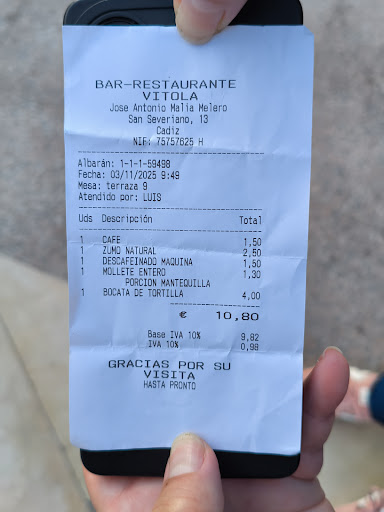 BAR-RESTAURANTE
VITOLA
Jose Antonio Malia Melero
San Severiano, 13
Cadiz
NIF: 75757625 H
Albarán: 1-1-1-59498
Fecha: 03/11/2025 9:49
Mesa: terraza 9
Atendido por: LUIS
Uds Descripción Total
1 CAFE 1,50
1 ZUMO NATURAL 2,50
1 DESCAFEINADO MAQUINA 1,50
1 MOLLETE ENTERO 1,30
PORCION MANTEQUILLA
1 BOCATA DE TORTILLA 4,00
€ 10,80
Base IVA 10% 9,82
IVA 10% 0,98
GRACIAS POR SU
VISITA
HASTA PRONTO